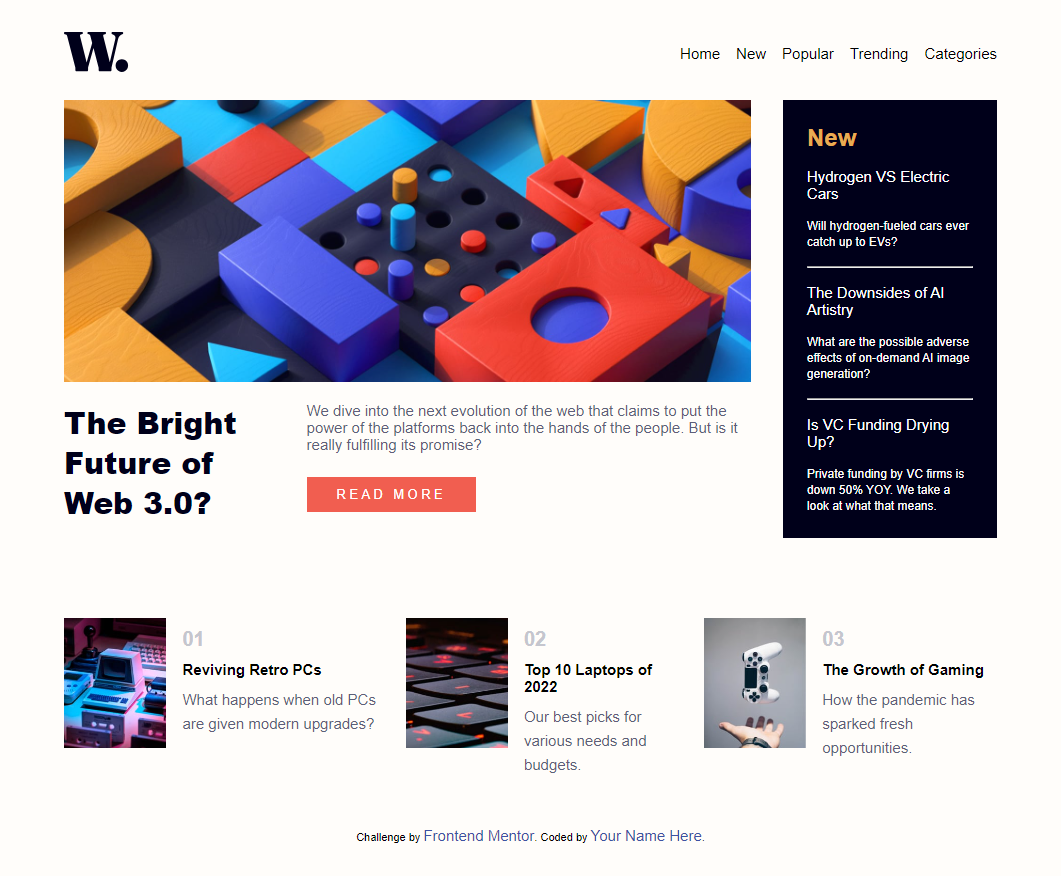 W.
Home New Popular Trending Categories
New
Hydrogen VS Electric
Cars
Will hydrogen-fueled cars ever
catch up to EVs?
The Downsides of AI
Artistry
What are the possible adverse
effects of on-demand AI image
generation?
Is VC Funding Drying
Up?
Private funding by VC firms is
down 50% YOY. We take a
look at what that means.
The Bright
Future of
Web 3.0?
We dive into the next evolution of the web that claims to put the
power of the platforms back into the hands of the people. But is it
really fulfilling its promise?
READ MORE
01
Reviving Retro PCs
What happens when old PCs
are given modern upgrades?
02
Top 10 Laptops of
2022
Our best picks for
various needs and
budgets.
03
The Growth of Gaming
How the pandemic has
sparked fresh
opportunities.
Challenge by Frontend Mentor. Coded by Your Name Here.